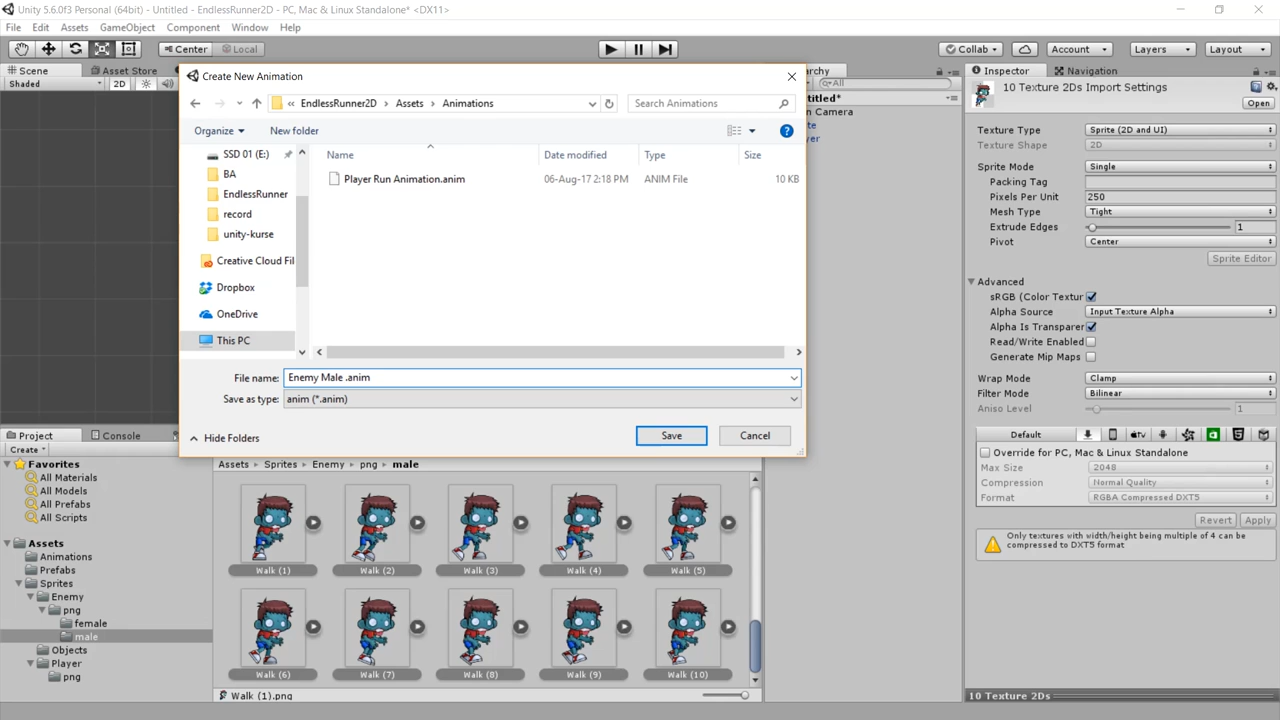 Unity 5.6.0f3 Personal (64bit) - Untitled - EndlessRunner2D - PC, Mac & Linux Standalone* <DX11>
File Edit Assets GameObject Component Window Help
Center Local Collab Account Layers Layout
Scene Asset Store
Shaded 2D
Create New Animation
EndlessRunner2D Assets Animations Search Animations
Organize New folder
Name Date modified Type Size
Player Run Animation.anim 06-Aug-17 2:18 PM ANIM File 10 KB
SSD 01 (E:)
BA
EndlessRunner
record
unity-kurse
Creative Cloud Fil
Dropbox
OneDrive
This PC
File name: Enemy Male .anim
Save as type: anim (*.anim)
Hide Folders Save Cancel
archy
All
titled*
n Camera
te
yer
Inspector Navigation
10 Texture 2Ds Import Settings
Open
Texture Type Sprite (2D and UI)
Texture Shape 2D
Sprite Mode Single
Packing Tag
Pixels Per Unit 250
Mesh Type Tight
Extrude Edges 1
Pivot Center
Sprite Editor
Advanced
sRGB (Color Textur
Alpha Source Input Texture Alpha
Alpha Is Transparer
Read/Write Enabled
Generate Mip Maps
Wrap Mode Clamp
Filter Mode Bilinear
Aniso Level 1
Default
Override for PC, Mac & Linux Standalone
Max Size 2048
Compression Normal Quality
Format RGBA Compressed DXT5
Revert Apply
Only textures with width/height being multiple of 4 can be
compressed to DXT5 format
10 Texture 2Ds
Project Console
Create
Favorites
All Materials
All Models
All Prefabs
All Scripts
Assets
Animations
Prefabs
Sprites
Enemy
png
female
male
Objects
Player
png
Assets Sprites Enemy png male
Walk (1) Walk (2) Walk (3) Walk (4) Walk (5)
Walk (6) Walk (7) Walk (8) Walk (9) Walk (10)
Walk (1).png